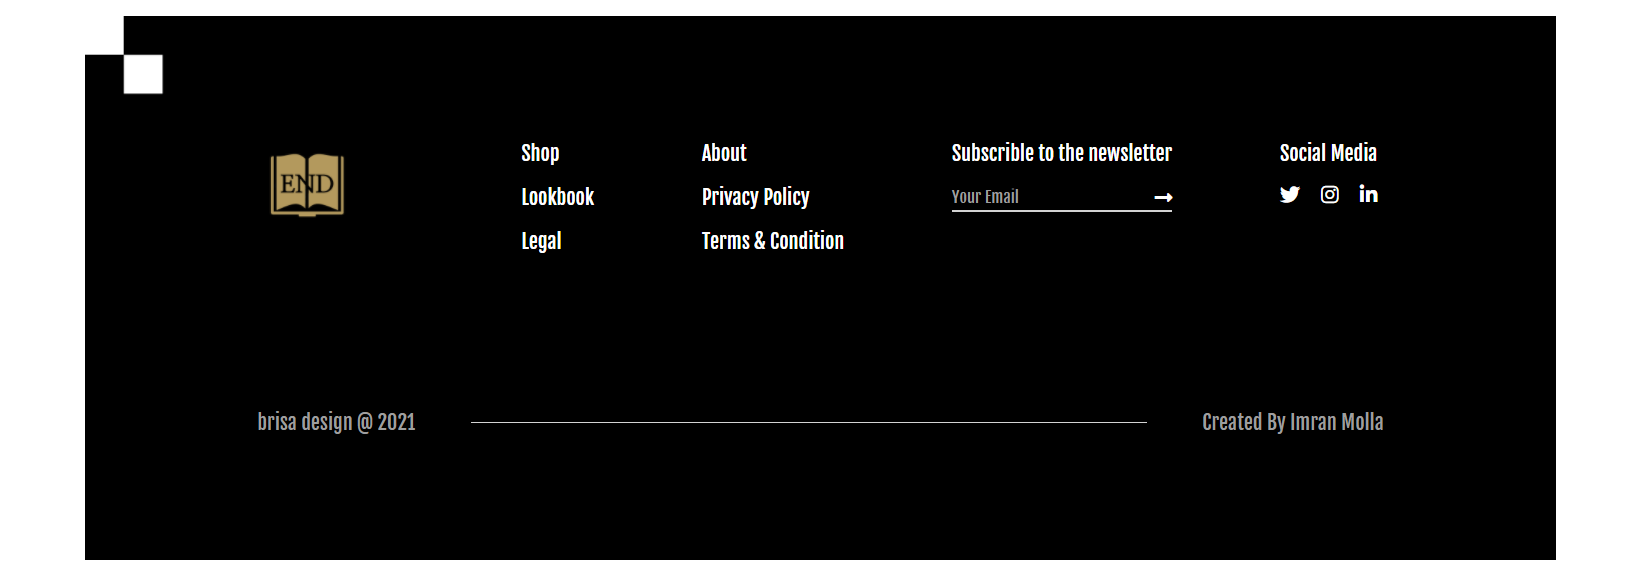 END
Shop
Lookbook
Legal
About
Privacy Policy
Terms & Condition
Subscrible to the newsletter
Your Email
Social Media
brisa design @ 2021
Created By Imran Molla